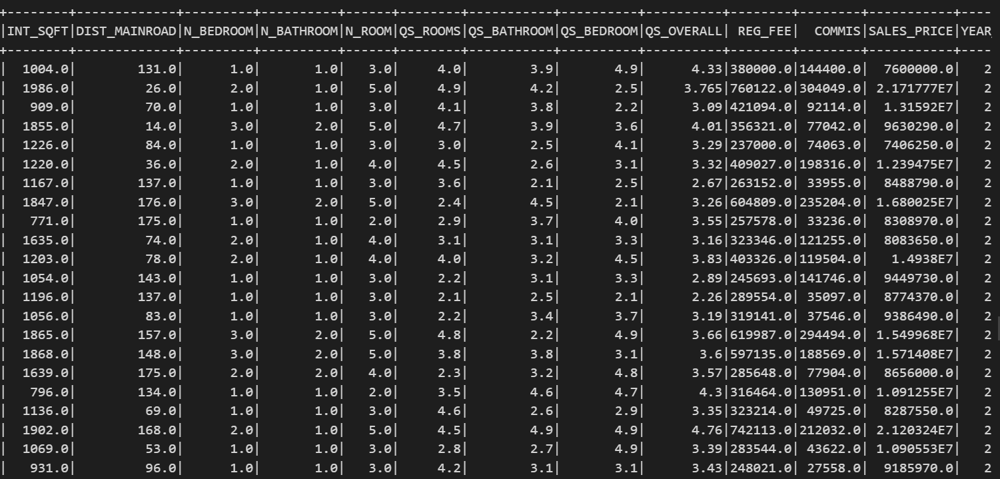 +--------+-------------+---------+----------+------+--------+-----------+----------+----------+--------+--------+-----------+----
|INT_SQFT|DIST_MAINROAD|N_BEDROOM|N_BATHROOM|N_ROOM|QS_ROOMS|QS_BATHROOM|QS_BEDROOM|QS_OVERALL| REG_FEE|  COMMIS|SALES_PRICE|YEAR_
+--------+-------------+---------+----------+------+--------+-----------+----------+----------+--------+--------+-----------+----
|  1004.0|        131.0|      1.0|       1.0|   3.0|     4.0|        3.9|       4.9|      4.33|380000.0|144400.0|  7600000.0|   2
|  1986.0|         26.0|      2.0|       1.0|   5.0|     4.9|        4.2|       2.5|     3.765|760122.0|304049.0| 2.171777E7|   2
|   909.0|         70.0|      1.0|       1.0|   3.0|     4.1|        3.8|       2.2|      3.09|421094.0| 92114.0|  1.31592E7|   2
|  1855.0|         14.0|      3.0|       2.0|   5.0|     4.7|        3.9|       3.6|      4.01|356321.0| 77042.0|  9630290.0|   2
|  1226.0|         84.0|      1.0|       1.0|   3.0|     3.0|        2.5|       4.1|      3.29|237000.0| 74063.0|  7406250.0|   2
|  1220.0|         36.0|      2.0|       1.0|   4.0|     4.5|        2.6|       3.1|      3.32|409027.0|198316.0| 1.239475E7|   2
|  1167.0|        137.0|      1.0|       1.0|   3.0|     3.6|        2.1|       2.5|      2.67|263152.0| 33955.0|  8488790.0|   2
|  1847.0|        176.0|      3.0|       2.0|   5.0|     2.4|        4.5|       2.1|      3.26|604809.0|235204.0| 1.680025E7|   2
|   771.0|        175.0|      1.0|       1.0|   2.0|     2.9|        3.7|       4.0|      3.55|257578.0| 33236.0|  8308970.0|   2
|  1635.0|         74.0|      2.0|       1.0|   4.0|     3.1|        3.1|       3.3|      3.16|323346.0|121255.0|  8083650.0|   2
|  1203.0|         78.0|      2.0|       1.0|   4.0|     4.0|        3.2|       4.5|      3.83|403326.0|119504.0|   1.4938E7|   2
|  1054.0|        143.0|      1.0|       1.0|   3.0|     2.2|        3.1|       3.3|      2.89|245693.0|141746.0|  9449730.0|   2
|  1196.0|        137.0|      1.0|       1.0|   3.0|     2.1|        2.5|       2.1|      2.26|289554.0| 35097.0|  8774370.0|   2
|  1056.0|         83.0|      1.0|       1.0|   3.0|     2.2|        3.4|       3.7|      3.19|319141.0| 37546.0|  9386490.0|   2
|  1865.0|        157.0|      3.0|       2.0|   5.0|     4.8|        2.2|       4.9|      3.66|619987.0|294494.0| 1.549968E7|   2
|  1868.0|        148.0|      3.0|       2.0|   5.0|     3.8|        3.8|       3.1|       3.6|597135.0|188569.0| 1.571408E7|   2
|  1639.0|        175.0|      2.0|       2.0|   4.0|     2.3|        3.2|       4.8|      3.57|285648.0| 77904.0|  8656000.0|   2
|   796.0|        134.0|      1.0|       1.0|   2.0|     3.5|        4.6|       4.7|       4.3|316464.0|130951.0| 1.091255E7|   2
|  1136.0|         69.0|      1.0|       1.0|   3.0|     4.6|        2.6|       2.9|      3.35|323214.0| 49725.0|  8287550.0|   2
|  1902.0|        168.0|      2.0|       1.0|   5.0|     4.5|        4.9|       4.9|      4.76|742113.0|212032.0| 2.120324E7|   2
|  1069.0|         53.0|      1.0|       1.0|   3.0|     2.8|        2.7|       4.9|      3.39|283544.0| 43622.0| 1.090553E7|   2
|   931.0|         96.0|      1.0|       1.0|   3.0|     4.2|        3.1|       3.1|      3.43|248021.0| 27558.0|  9185970.0|   2